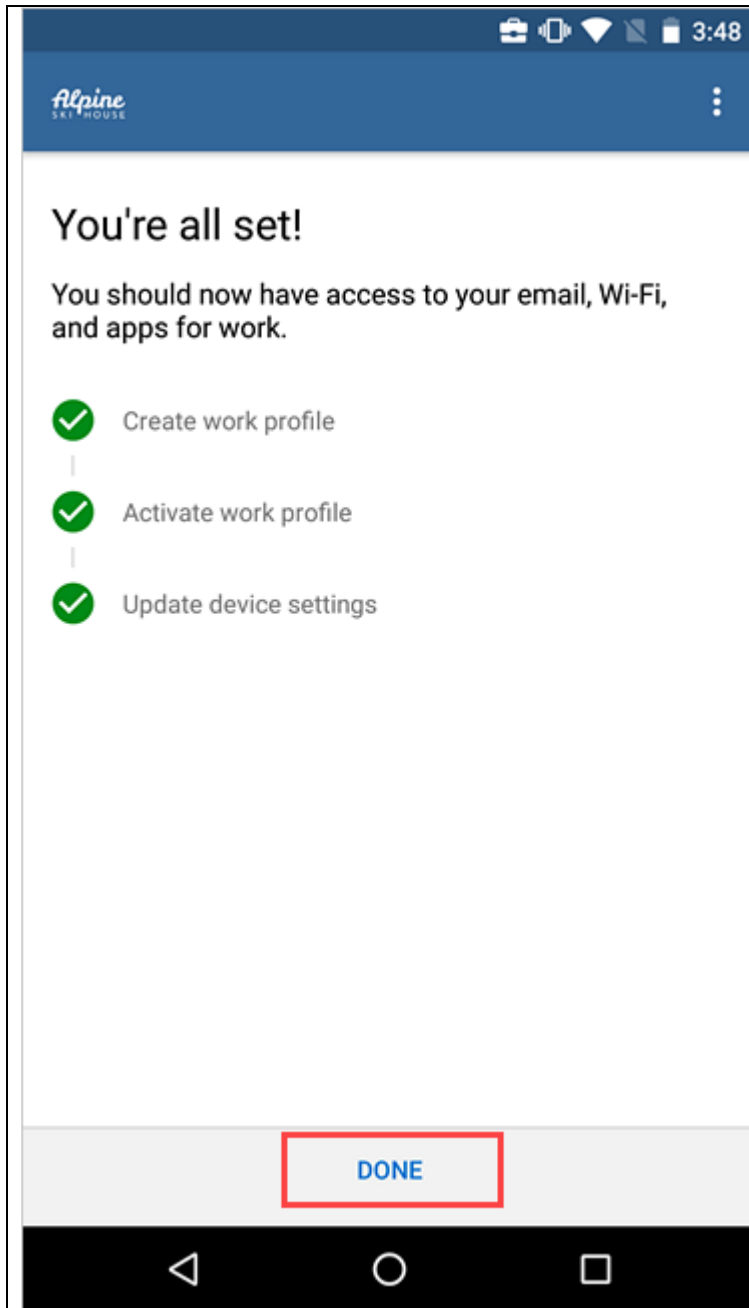 3:48
Alpine
SKI HOUSE
You're all set!
You should now have access to your email, Wi-Fi,
and apps for work.
Create work profile
Activate work profile
Update device settings
DONE